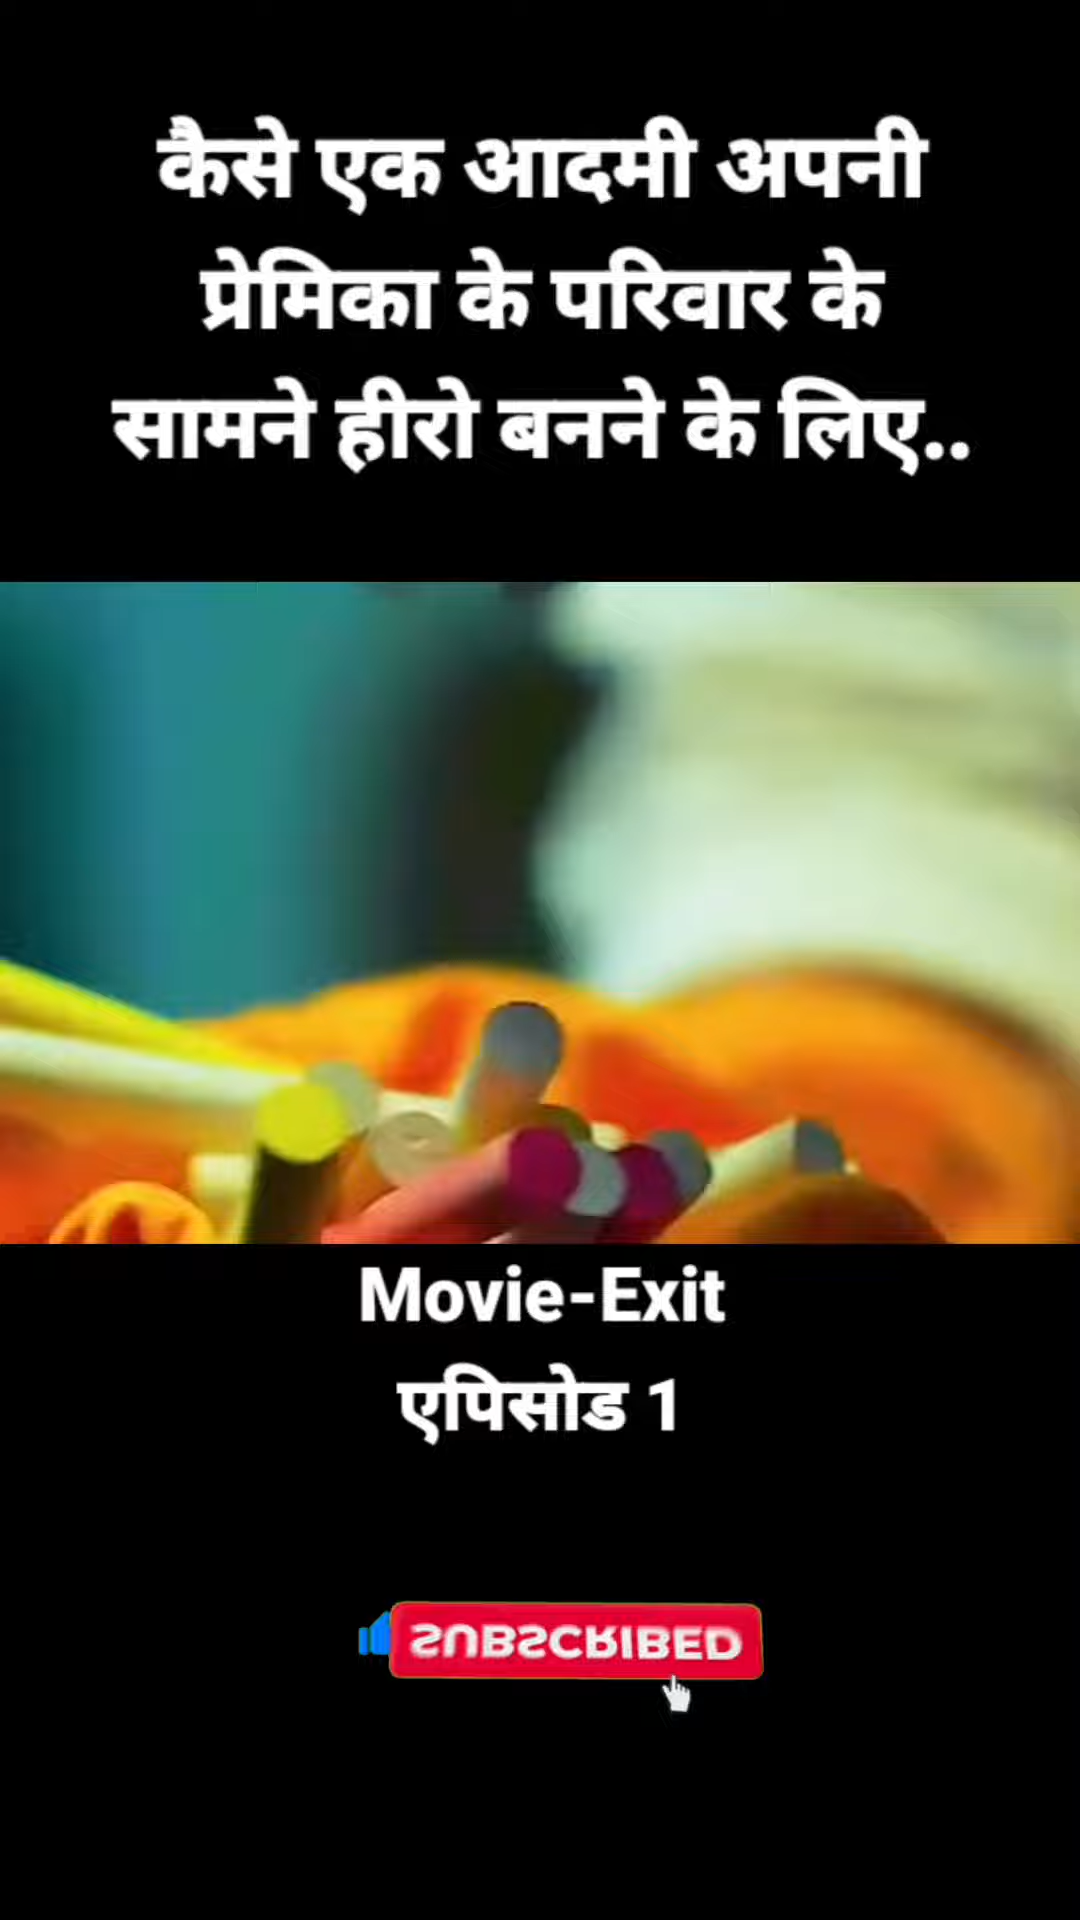 कैसे एक आदमी अपनी
प्रेमिका के परिवार के
सामने हीरो बनने के लिए..
Movie-Exit
एपिसोड 1
SUBSCRIBED